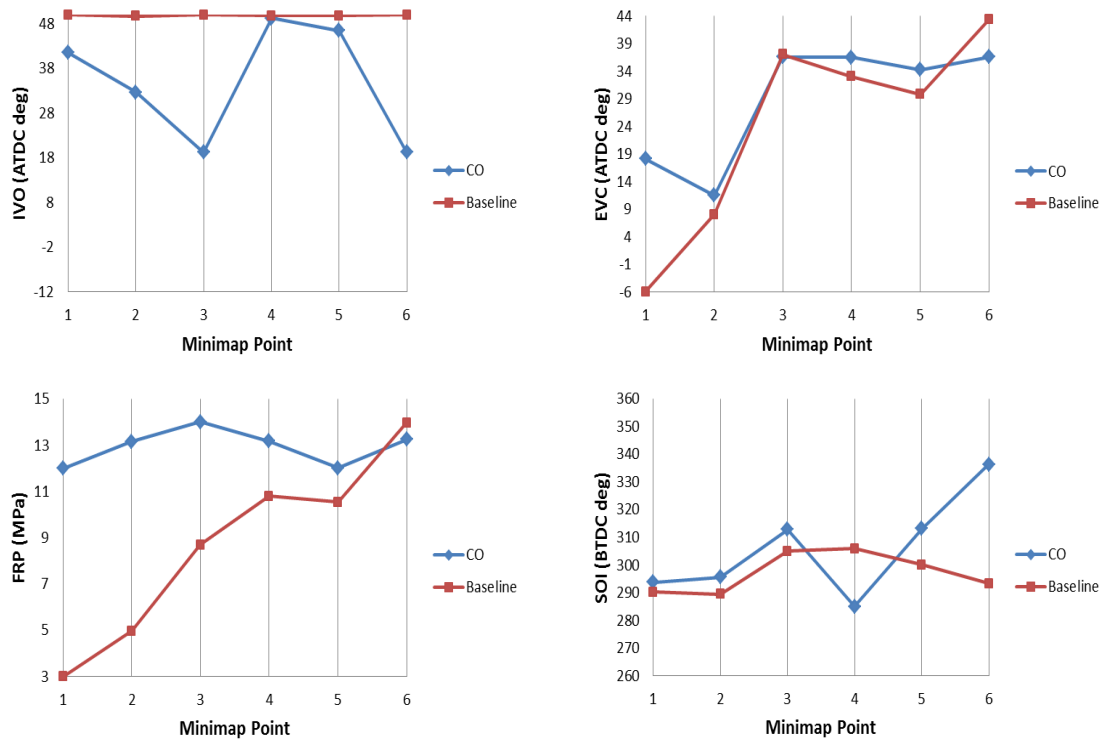 48
38
28
18
8
-2
-12
IVO (ATDC deg)
1 2 3 4 5 6
Minimap Point
CO
Baseline
44
39
34
29
24
19
14
9
4
-1
-6
EVC (ATDC deg)
1 2 3 4 5 6
Minimap Point
CO
Baseline
15
13
11
9
7
5
3
FRP (MPa)
1 2 3 4 5 6
Minimap Point
CO
Baseline
360
350
340
330
320
310
300
290
280
270
260
SOI (BTDC deg)
1 2 3 4 5 6
Minimap Point
CO
Baseline